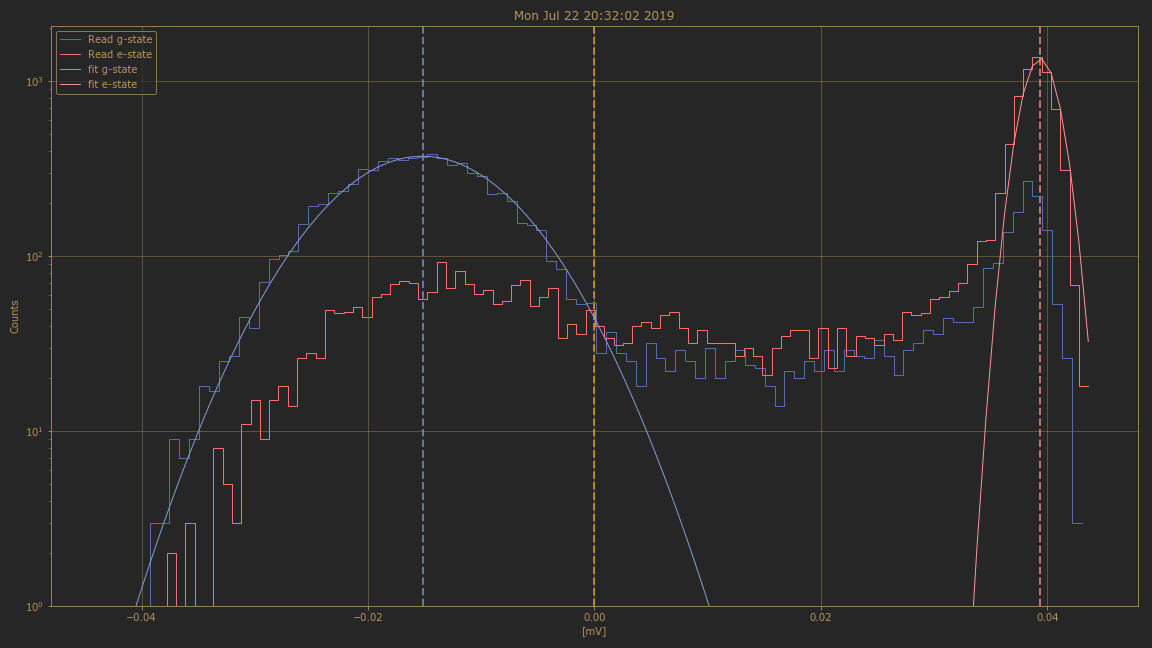 Mon Jul 22 20:32:02 2019
Read g-state
Read e-state
fit g-state
fit e-state
10³
10²
10¹
10⁰
Counts
−0.04 −0.02 0.00 0.02 0.04
[mV]